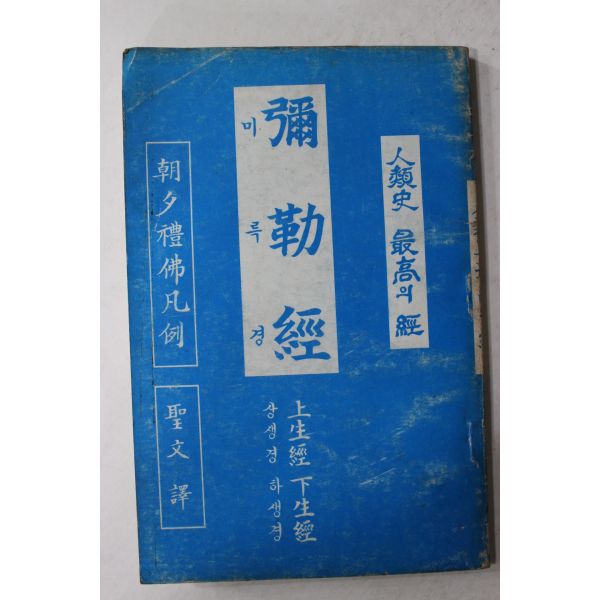 人類史 最高의 經
彌勒經
미륵경
上生經 下生經
상생경 하생경
朝夕禮佛凡例
聖文 譯